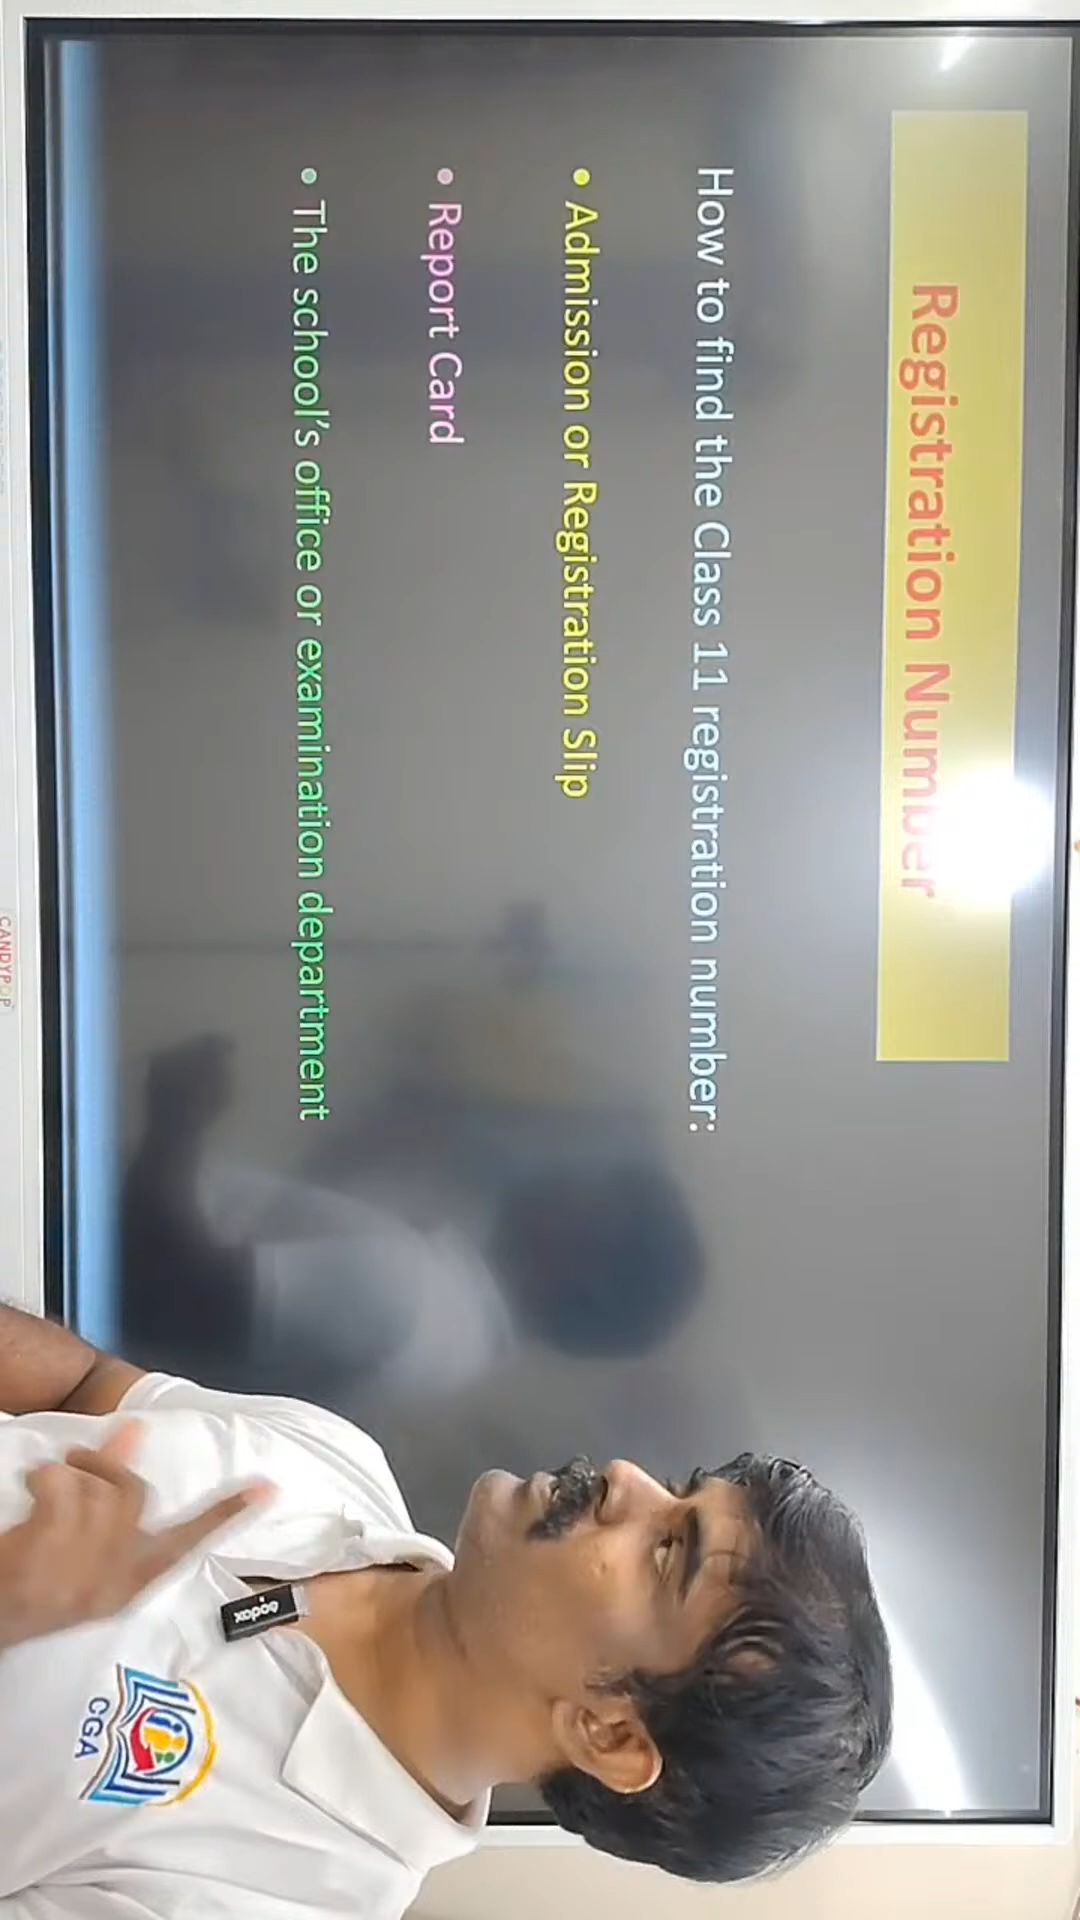 Registration Number
How to find the Class 11 registration number:
• Admission or Registration Slip
• Report Card
• The school's office or examination department
CANDYPOP
Godox
CGA